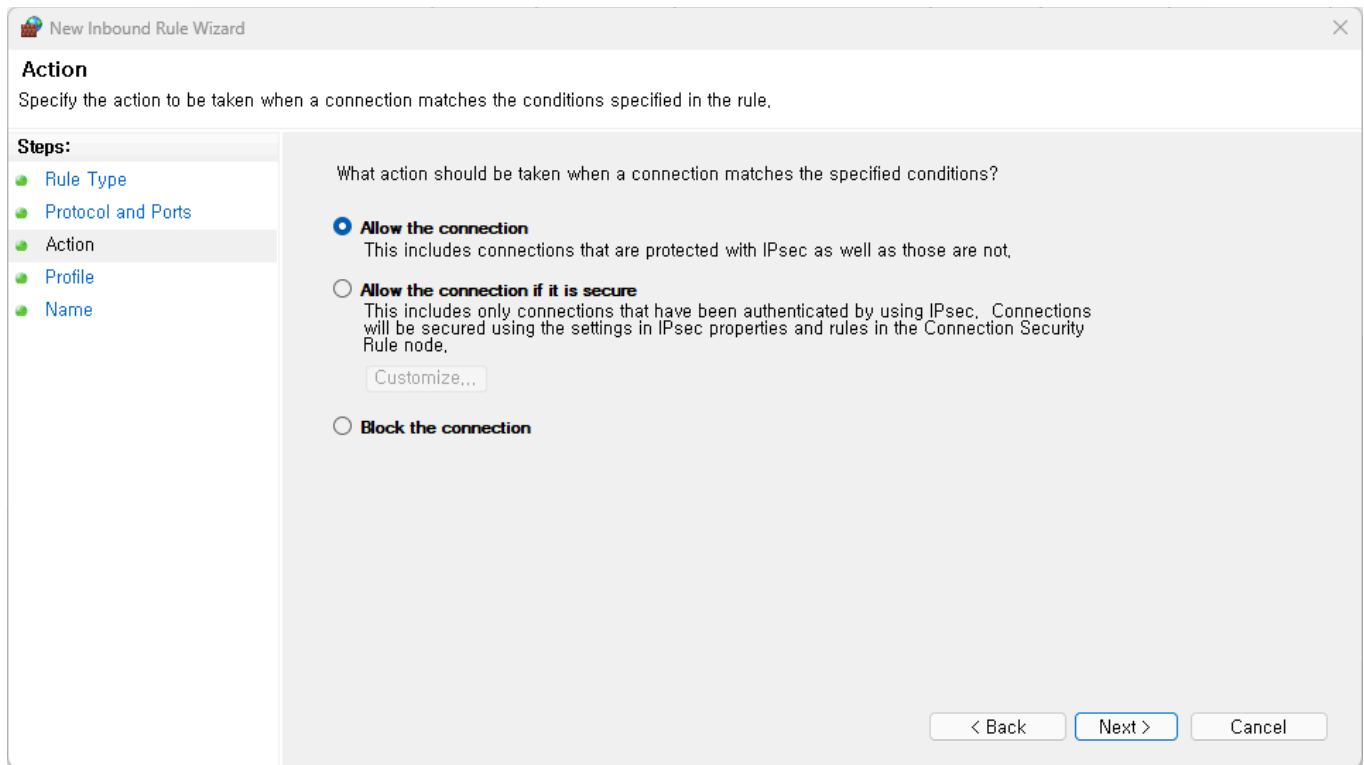 New Inbound Rule Wizard
Action
Specify the action to be taken when a connection matches the conditions specified in the rule.
Steps:
Rule Type
Protocol and Ports
Action
Profile
Name
What action should be taken when a connection matches the specified conditions?
Allow the connection
This includes connections that are protected with IPsec as well as those are not.
Allow the connection if it is secure
This includes only connections that have been authenticated by using IPsec. Connections
will be secured using the settings in IPsec properties and rules in the Connection Security
Rule node.
Customize...
Block the connection
< Back
Next >
Cancel